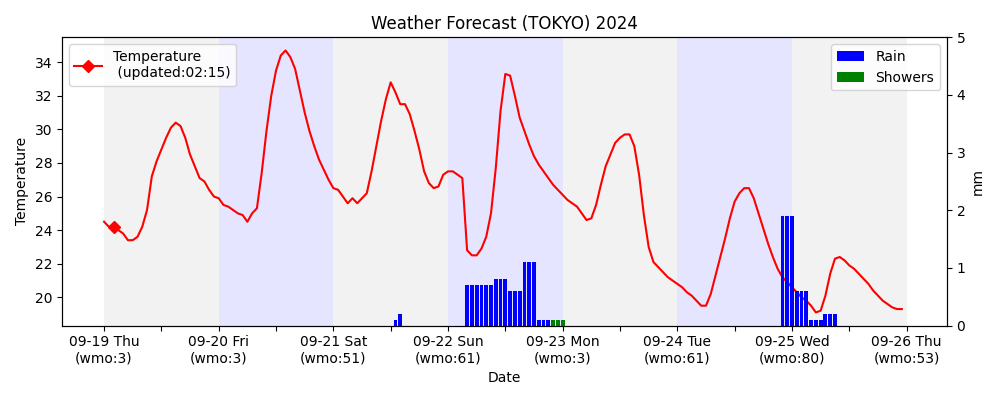 Weather Forecast (TOKYO) 2024
Temperature
(updated:02:15)
Rain
Showers
Temperature
34
32
30
28
26
24
22
20
5
4
3
2
1
0
mm
09-19 Thu
(wmo:3)
09-20 Fri
(wmo:3)
09-21 Sat
(wmo:51)
09-22 Sun
(wmo:61)
09-23 Mon
(wmo:3)
09-24 Tue
(wmo:61)
09-25 Wed
(wmo:80)
09-26 Thu
(wmo:53)
Date